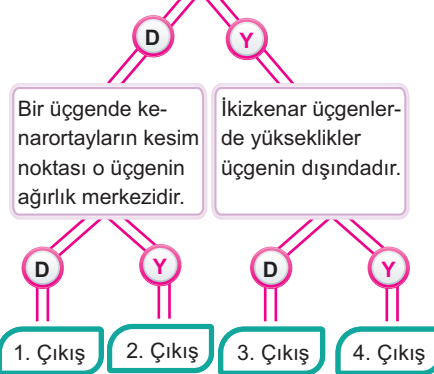 D
Y
Bir üçgende ke-
narortayların kesim
noktası o üçgenin
ağırlık merkezidir.
İkizkenar üçgenler-
de yükseklikler
üçgenin dışındadır.
D
Y
D
Y
1. Çıkış
2. Çıkış
3. Çıkış
4. Çıkış